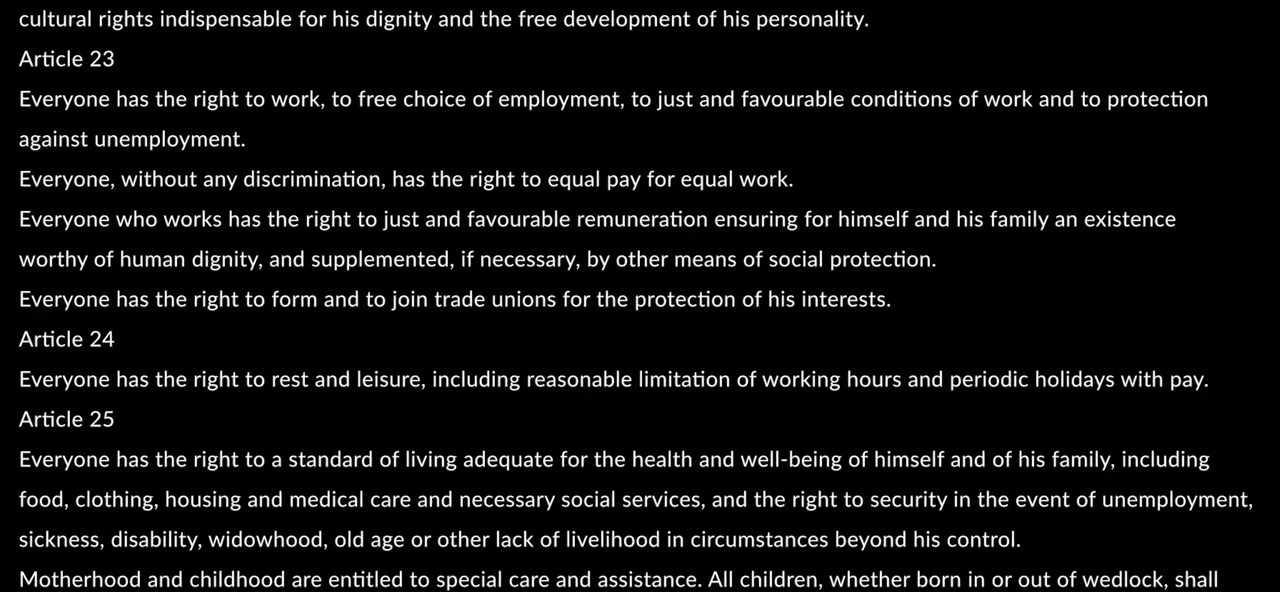 cultural rights indispensable for his dignity and the free development of his personality.
Article 23
Everyone has the right to work, to free choice of employment, to just and favourable conditions of work and to protection
against unemployment.
Everyone, without any discrimination, has the right to equal pay for equal work.
Everyone who works has the right to just and favourable remuneration ensuring for himself and his family an existence
worthy of human dignity, and supplemented, if necessary, by other means of social protection.
Everyone has the right to form and to join trade unions for the protection of his interests.
Article 24
Everyone has the right to rest and leisure, including reasonable limitation of working hours and periodic holidays with pay.
Article 25
Everyone has the right to a standard of living adequate for the health and well-being of himself and of his family, including
food, clothing, housing and medical care and necessary social services, and the right to security in the event of unemployment,
sickness, disability, widowhood, old age or other lack of livelihood in circumstances beyond his control.
Motherhood and childhood are entitled to special care and assistance. All children, whether born in or out of wedlock, shall